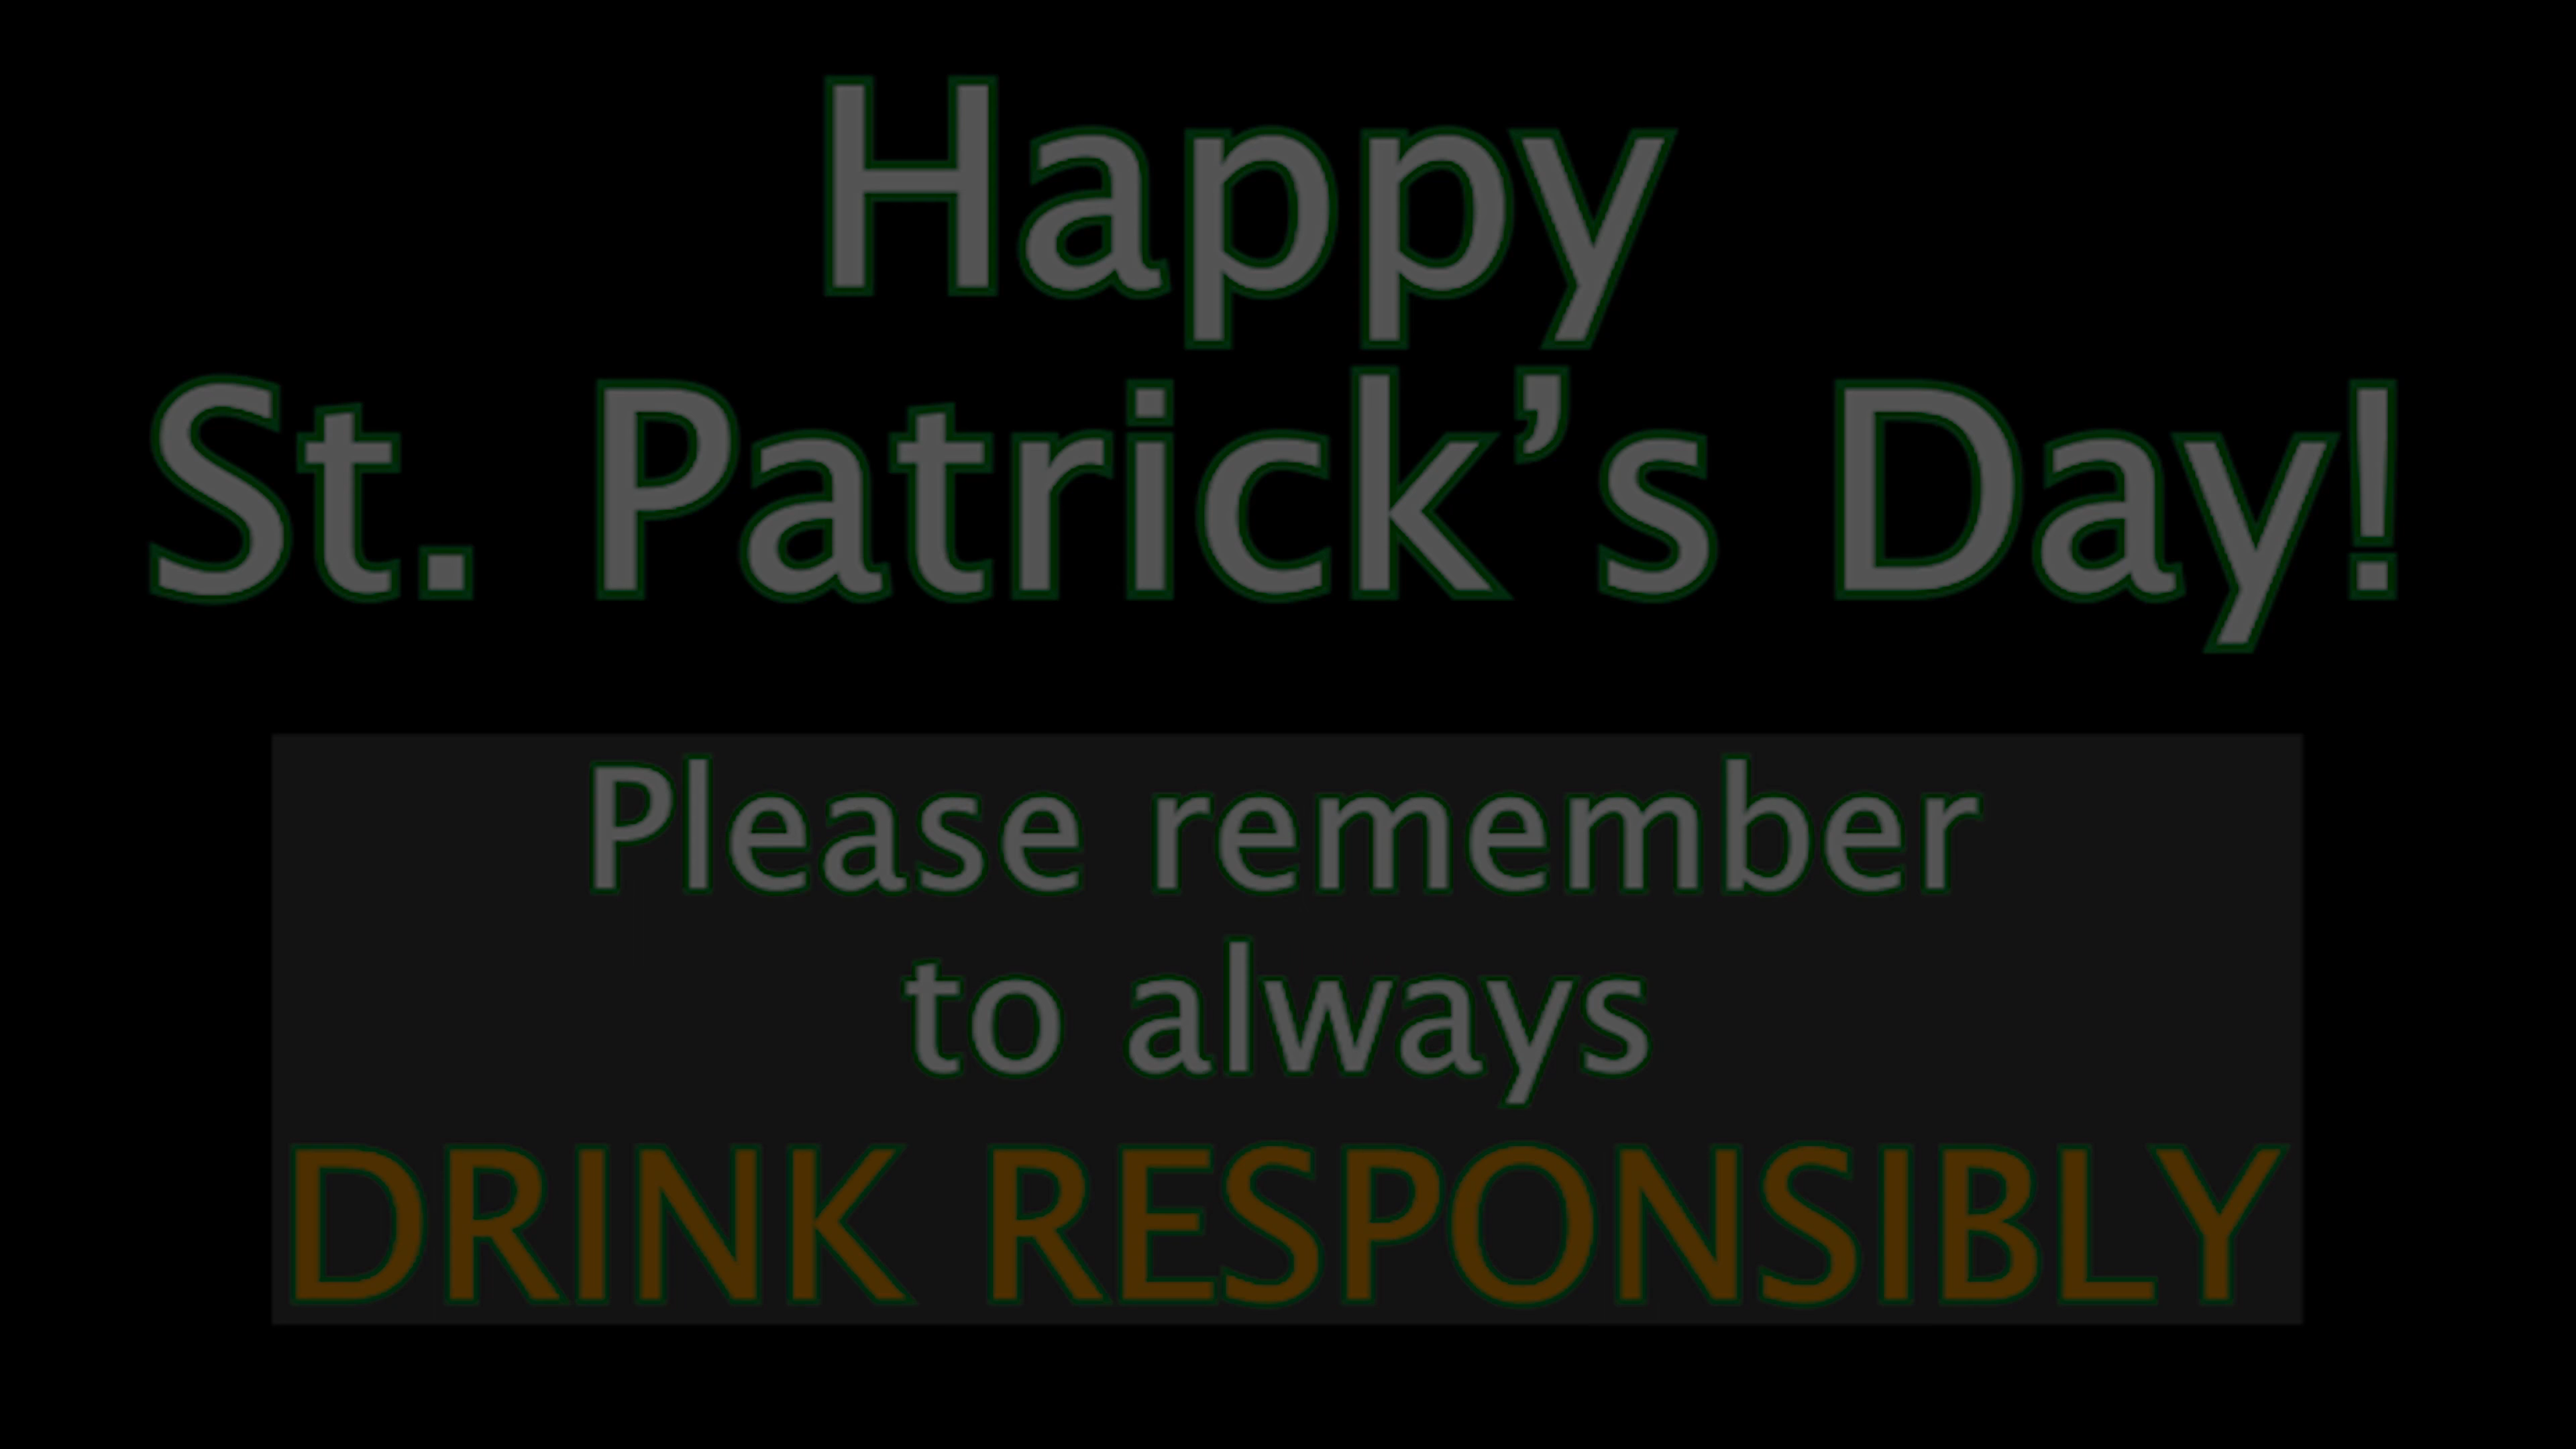 Happy
St. Patrick’s Day!
Please remember
to always
DRINK RESPONSIBLY